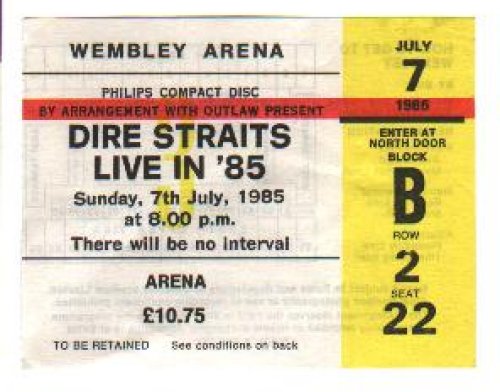 WEMBLEY ARENA
PHILIPS COMPACT DISC
BY ARRANGEMENT WITH OUTLAW PRESENT
DIRE STRAITS
LIVE IN '85
Sunday, 7th July, 1985
at 8.00 p.m.
There will be no interval
ARENA
£10.75
TO BE RETAINED See conditions on back
JULY
7
1985
ENTER AT
NORTH DOOR
BLOCK
B
ROW
2
SEAT
22